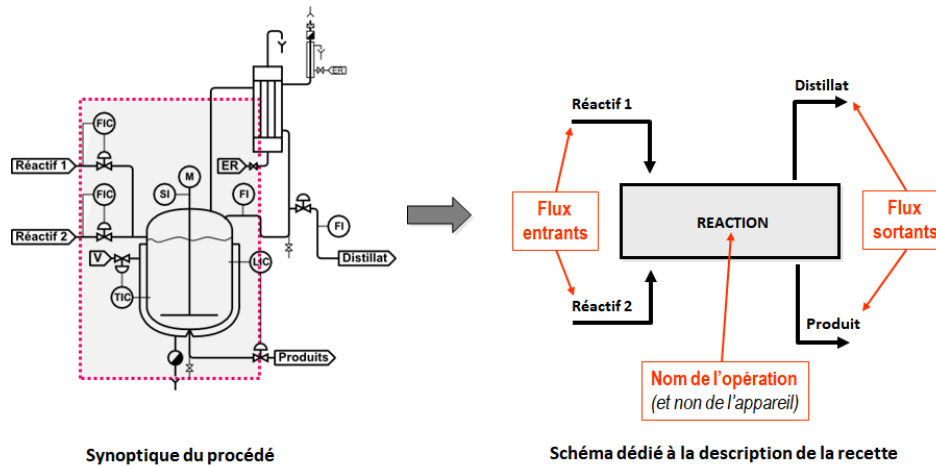 ER
FIC
Réactif 1
ER
M
SI
FI
FIC
Réactif 2
FI
V
LIC
Distillat
TIC
Produits
Synoptique du procédé
Distillat
Réactif 1
Flux
entrants
REACTION
Flux
sortants
Réactif 2
Produit
Nom de l'opération
(et non de l'appareil)
Schéma dédié à la description de la recette